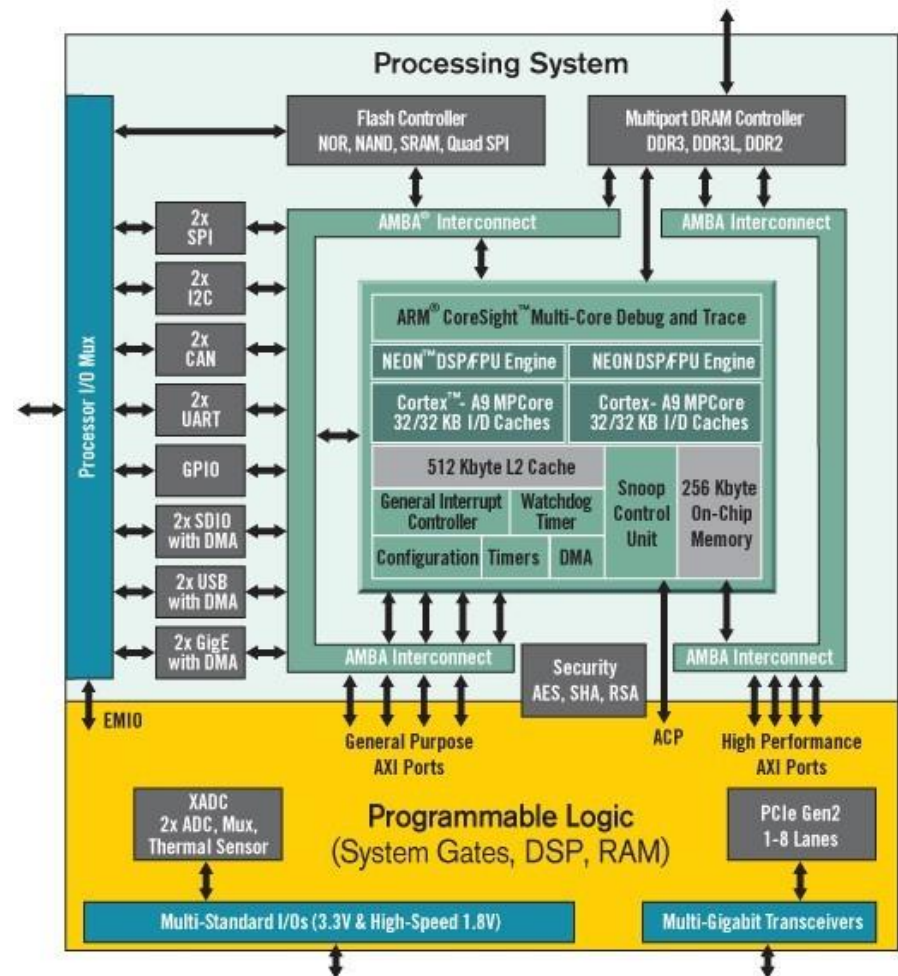 Processing System
Flash Controller
NOR, NAND, SRAM, Quad SPI
Multiport DRAM Controller
DDR3, DDR3L, DDR2
AMBA® Interconnect
AMBA Interconnect
Processor I/O Mux
2x
SPI
2x
I2C
2x
CAN
2x
UART
GPIO
2x SDIO
with DMA
2x USB
with DMA
2x GigE
with DMA
ARM® CoreSight™ Multi-Core Debug and Trace
NEON™ DSP/FPU Engine
NEON DSP/FPU Engine
Cortex™- A9 MPCore
32/32 KB I/D Caches
Cortex- A9 MPCore
32/32 KB I/D Caches
512 Kbyte L2 Cache
General Interrupt
Controller
Watchdog
Timer
Configuration
Timers
DMA
Snoop
Control
Unit
256 Kbyte
On-Chip
Memory
AMBA Interconnect
Security
AES, SHA, RSA
AMBA Interconnect
EMIO
General Purpose
AXI Ports
ACP
High Performance
AXI Ports
XADC
2x ADC, Mux,
Thermal Sensor
Programmable Logic
(System Gates, DSP, RAM)
PCIe Gen2
1-8 Lanes
Multi-Standard I/Os (3.3V & High-Speed 1.8V)
Multi-Gigabit Transceivers